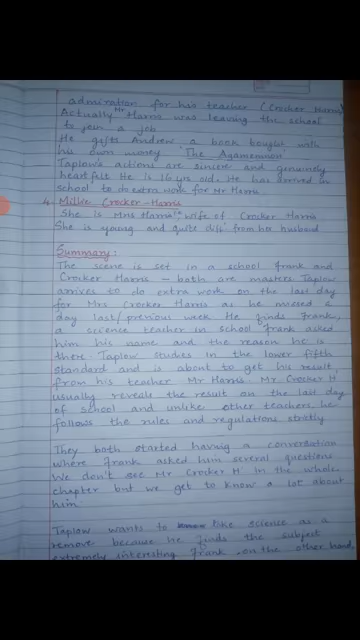 admiration for his teacher (Crocker Harris)
Actually Mr Harris was leaving the school
to join a job
He gifts Andrew a book bought with
his own money 'The Agamemnon'
Taplow's actions are sincere and genuinely
heartfelt He is 16 yrs old. He has arrived in
school to do extra work for Mr Harris.
4. Millie Crocker-Harris
She is Mrs Harris wife of Crocker Harris
She is young and quite diff from her husband
Summary:
The scene is set in a school Frank and
Crocker Harris - both are masters Taplow
arrives to do extra work on the last day
for Mrs Crocker Harris as he missed a
day last/previous week He finds Frank,
a science teacher in school Frank asked
him his name and the reason he is
there. Taplow studies in the lower fifth
standard and is about to get his result
from his teacher Mr Harris. Mr. Crocker H'
usually reveals the result on the last day
of school and unlike other teachers he
follows the rules and regulations strictly
They both started having a conversation
where Frank asked him several questions
We don't see Mr Crocker H' in the whole
chapter but we get to know a lot about
him.
Taplow wants to like science as a
remove because he finds the subject
extremely interesting Frank on the other hand